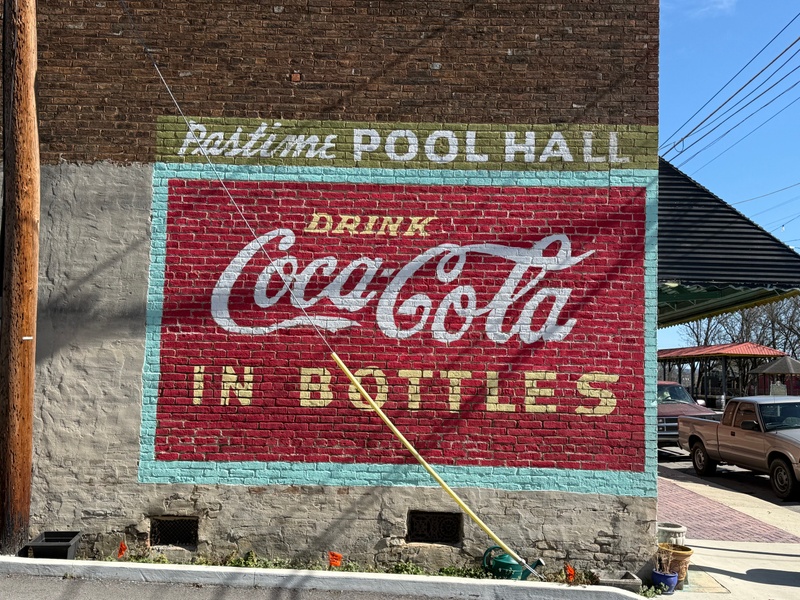 Pastime POOL HALL
DRINK
Coca-Cola
IN BOTTLES